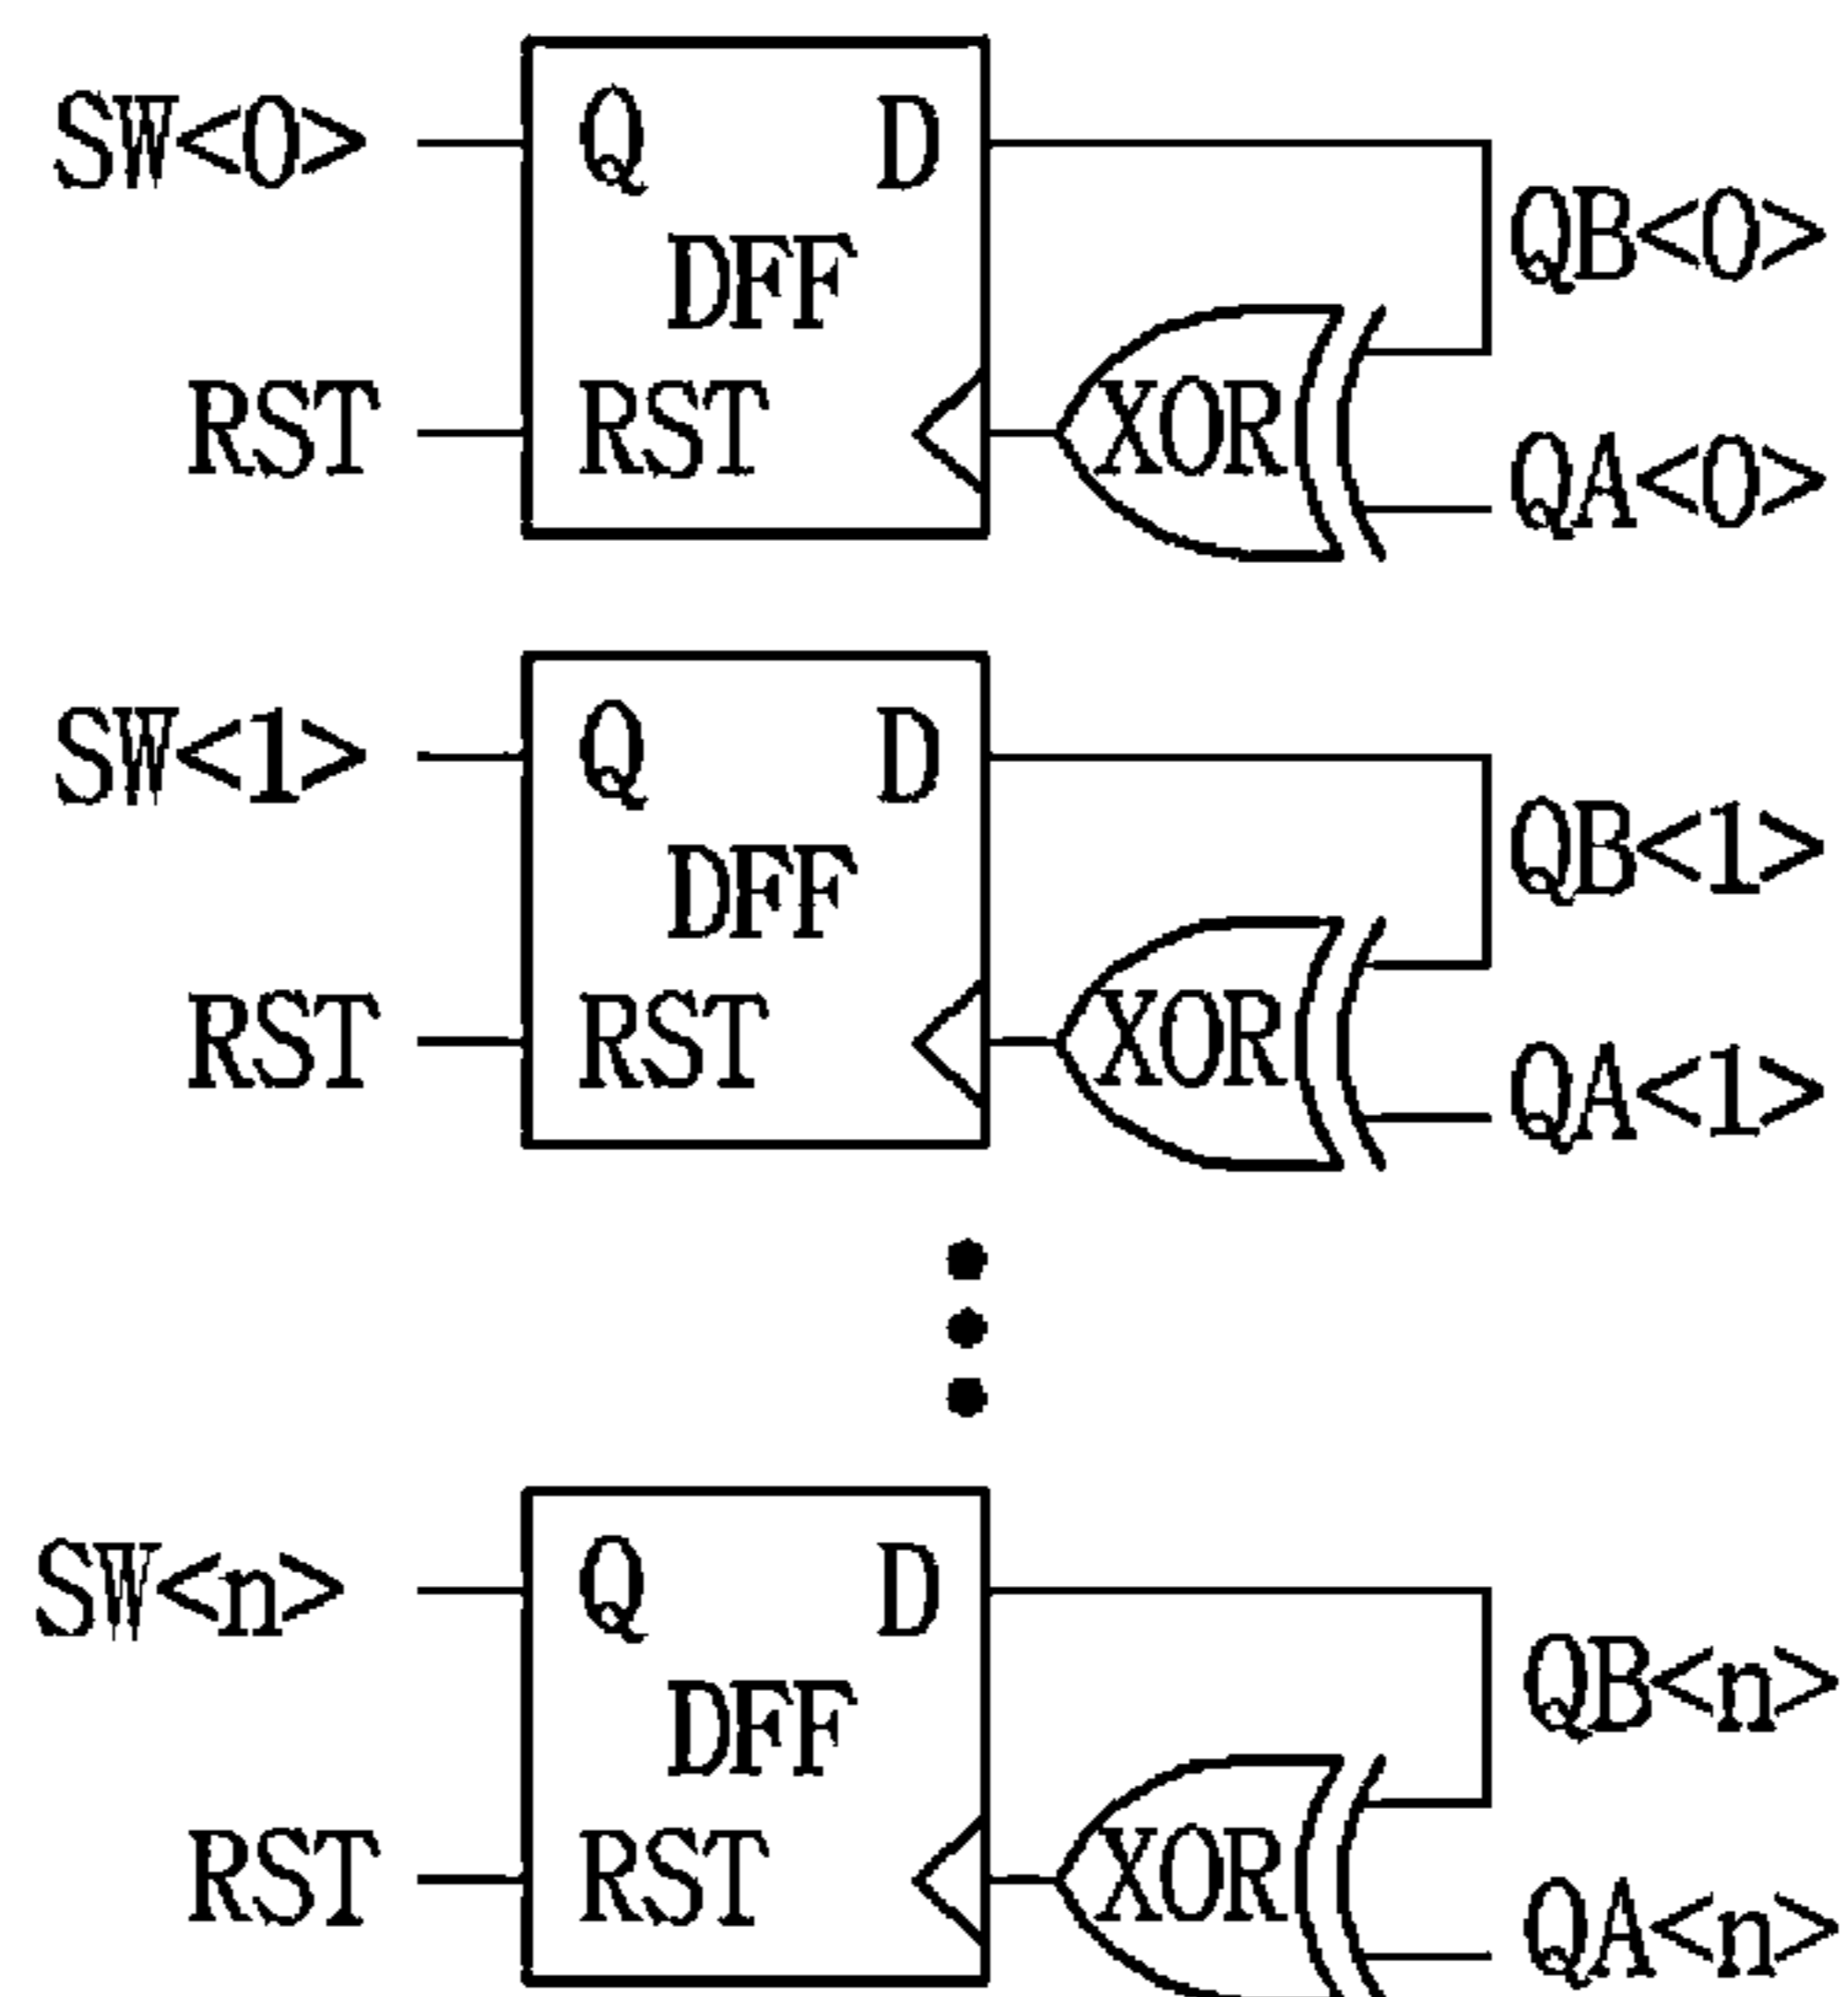 SW<0> Q D
QB<0>
DFF
RST RST XOR QA<0>
SW<1> Q D
QB<1>
DFF
RST RST XOR QA<1>
SW<n> Q D
QB<n>
DFF
RST RST XOR QA<n>